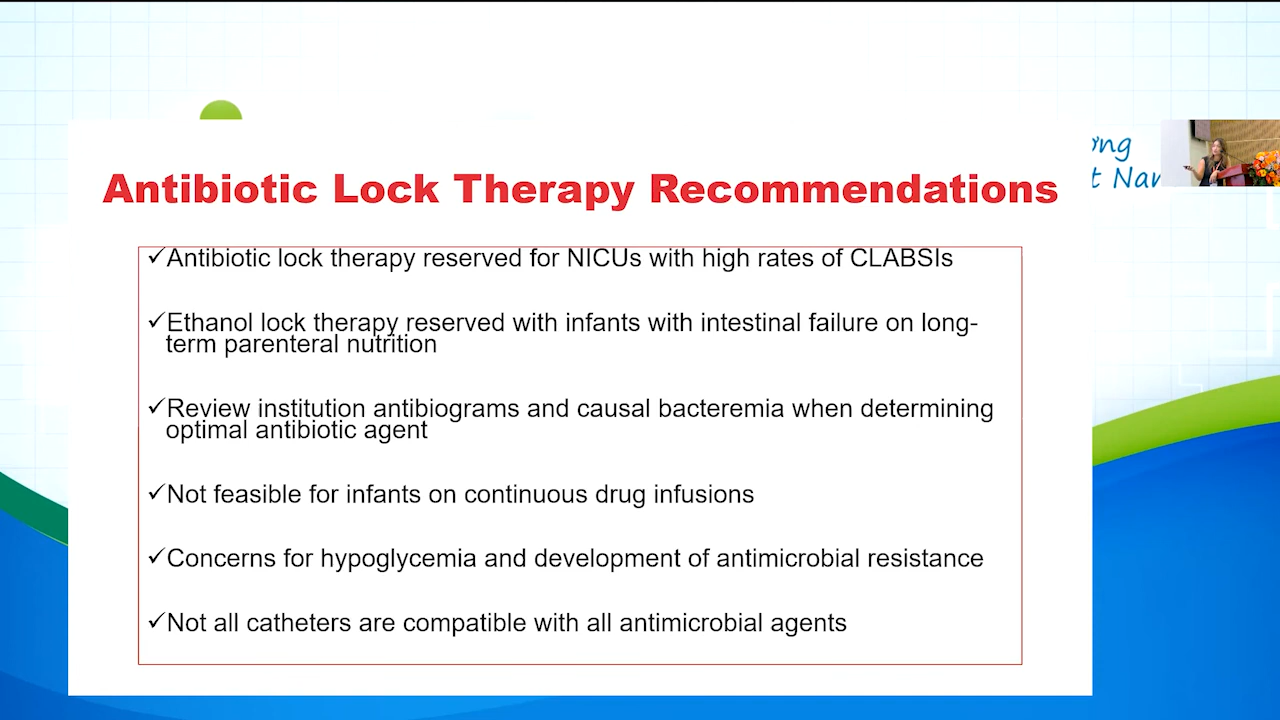 Antibiotic Lock Therapy Recommendations
✓Antibiotic lock therapy reserved for NICUs with high rates of CLABSIs
✓Ethanol lock therapy reserved with infants with intestinal failure on long-
term parenteral nutrition
✓Review institution antibiograms and causal bacteremia when determining
optimal antibiotic agent
✓Not feasible for infants on continuous drug infusions
✓Concerns for hypoglycemia and development of antimicrobial resistance
✓Not all catheters are compatible with all antimicrobial agents